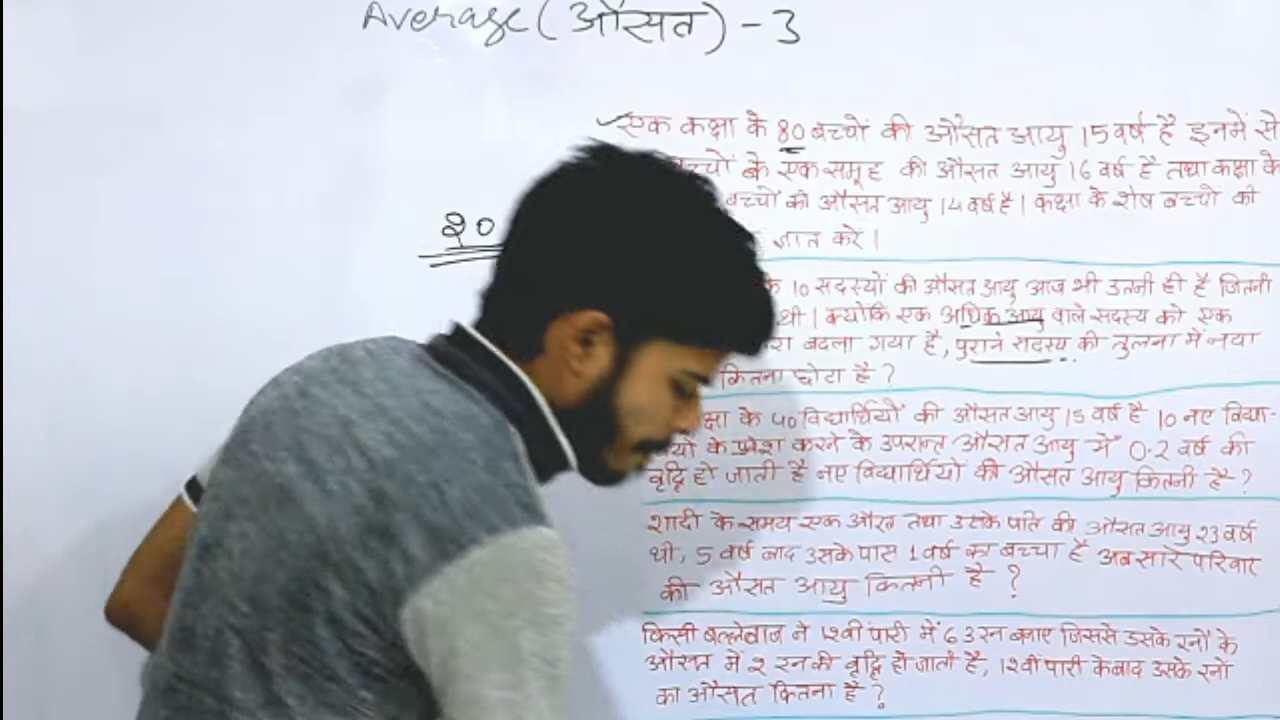 Average (औसत) - 3
एक कक्षा के 80 बच्चों की औसत आयु 15 वर्ष है इनमें से
बच्चों के एक समूह की औसत आयु 16 वर्ष है तथा कक्षा के
बच्चों की औसत आयु 14 वर्ष है। कक्षा के शेष बच्चों की
ज्ञात करें।
20
के 10 सदस्यों की औसत आयु आज भी उतनी ही है जितनी
थी। क्योंकि एक अधिक आयु वाले सदस्य को एक
बदला गया है, पुराने सदस्य की तुलना में नया
कितना छोटा है?
के 40 विद्यार्थियों की औसत आयु 15 वर्ष है 10 नए विद्या-
के प्रवेश करने के उपरान्त औसत आयु में 0.2 वर्ष की
वृद्धि हो जाती है नए विद्यार्थियों की औसत आयु कितनी है?
शादी के समय एक औरत तथा उसके पति की औसत आयु 23 वर्ष
थी, 5 वर्ष बाद उसके पास 1 वर्ष का बच्चा है अब सारे परिवार
की औसत आयु कितनी है?
किसी बल्लेबाज ने 12वीं पारी में 63 रन बनाए जिससे उसके रनों के
औसत में 2 रन की वृद्धि हो जाती है, 12वीं पारी के बाद उसके रनों
का औसत कितना है?